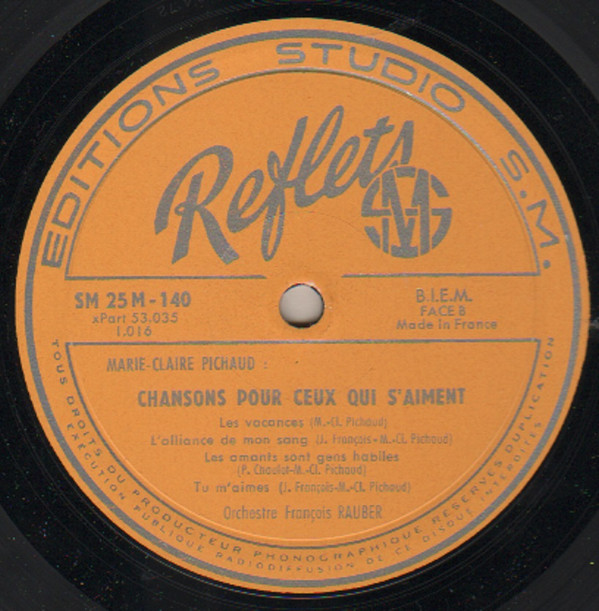 EDITIONS STUDIO S.M.
Reflets
SM
SM 25 M - 140
xPart 53.035
1.016
B.I.E.M.
FACE B
Made in France
MARIE-CLAIRE PICHAUD :
CHANSONS POUR CEUX QUI S'AIMENT
Les vacances (M.-Cl. Pichaud)
L'alliance de mon sang (J. François-M.-Cl. Pichaud)
Les amants sont gens habiles
(P. Chaulot-M.-Cl. Pichaud)
Tu m'aimes (J. François-M.-Cl. Pichaud)
Orchestre François RAUBER
TOUS DROITS DU PRODUCTEUR PHONOGRAPHIQUE RESERVES DUPLICATION
EXECUTION PUBLIQUE RADIODIFFUSION DE CE DISQUE INTERDITES